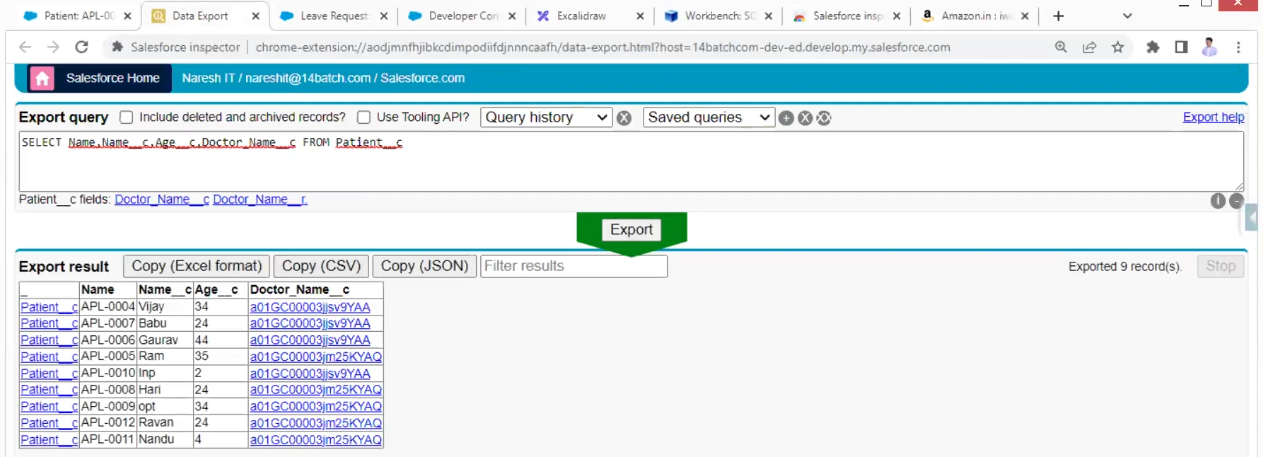 Patient: APL-00
Data Export
Leave Request
Developer Con
Excalidraw
Workbench: SO
Salesforce insp
Amazon.in : iw
Salesforce inspector | chrome-extension://aodjmnfhjibkcdimpodiifdjnnncaafh/data-export.html?host=14batchcom-dev-ed.develop.my.salesforce.com
Salesforce Home Naresh IT / nareshit@14batch.com / Salesforce.com
Export query Include deleted and archived records? Use Tooling API? Query history Saved queries Export help
SELECT Name,Name__c,Age__c,Doctor_Name__c FROM Patient__c
Patient__c fields: Doctor_Name__c Doctor_Name__r.
Export
Export result Copy (Excel format) Copy (CSV) Copy (JSON) Filter results Exported 9 record(s). Stop
_ Name Name__c Age__c Doctor_Name__c
Patient__c APL-0004 Vijay 34 a01GC00003jjsv9YAA
Patient__c APL-0007 Babu 24 a01GC00003jjsv9YAA
Patient__c APL-0006 Gaurav 44 a01GC00003jjsv9YAA
Patient__c APL-0005 Ram 35 a01GC00003jm25KYAQ
Patient__c APL-0010 Inp 2 a01GC00003jjsv9YAA
Patient__c APL-0008 Hari 24 a01GC00003jm25KYAQ
Patient__c APL-0009 opt 34 a01GC00003jm25KYAQ
Patient__c APL-0012 Ravan 24 a01GC00003jm25KYAQ
Patient__c APL-0011 Nandu 4 a01GC00003jm25KYAQ